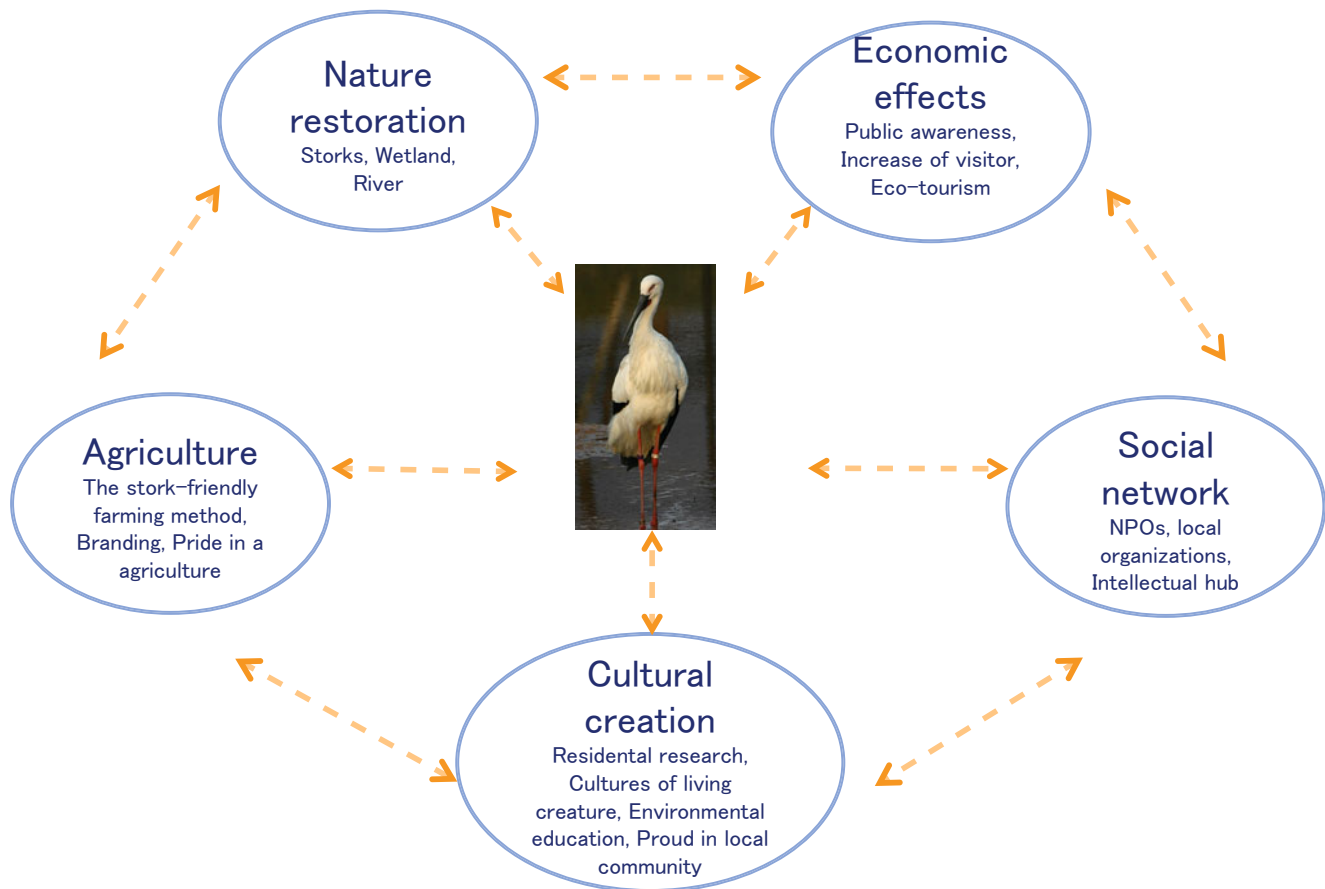 Nature
restoration
Storks, Wetland,
River
Economic
effects
Public awareness,
Increase of visitor,
Eco-tourism
Agriculture
The stork-friendly
farming method,
Branding, Pride in a
agriculture
Social
network
NPOs, local
organizations,
Intellectual hub
Cultural
creation
Residental research,
Cultures of living
creature, Environmental
education, Proud in local
community